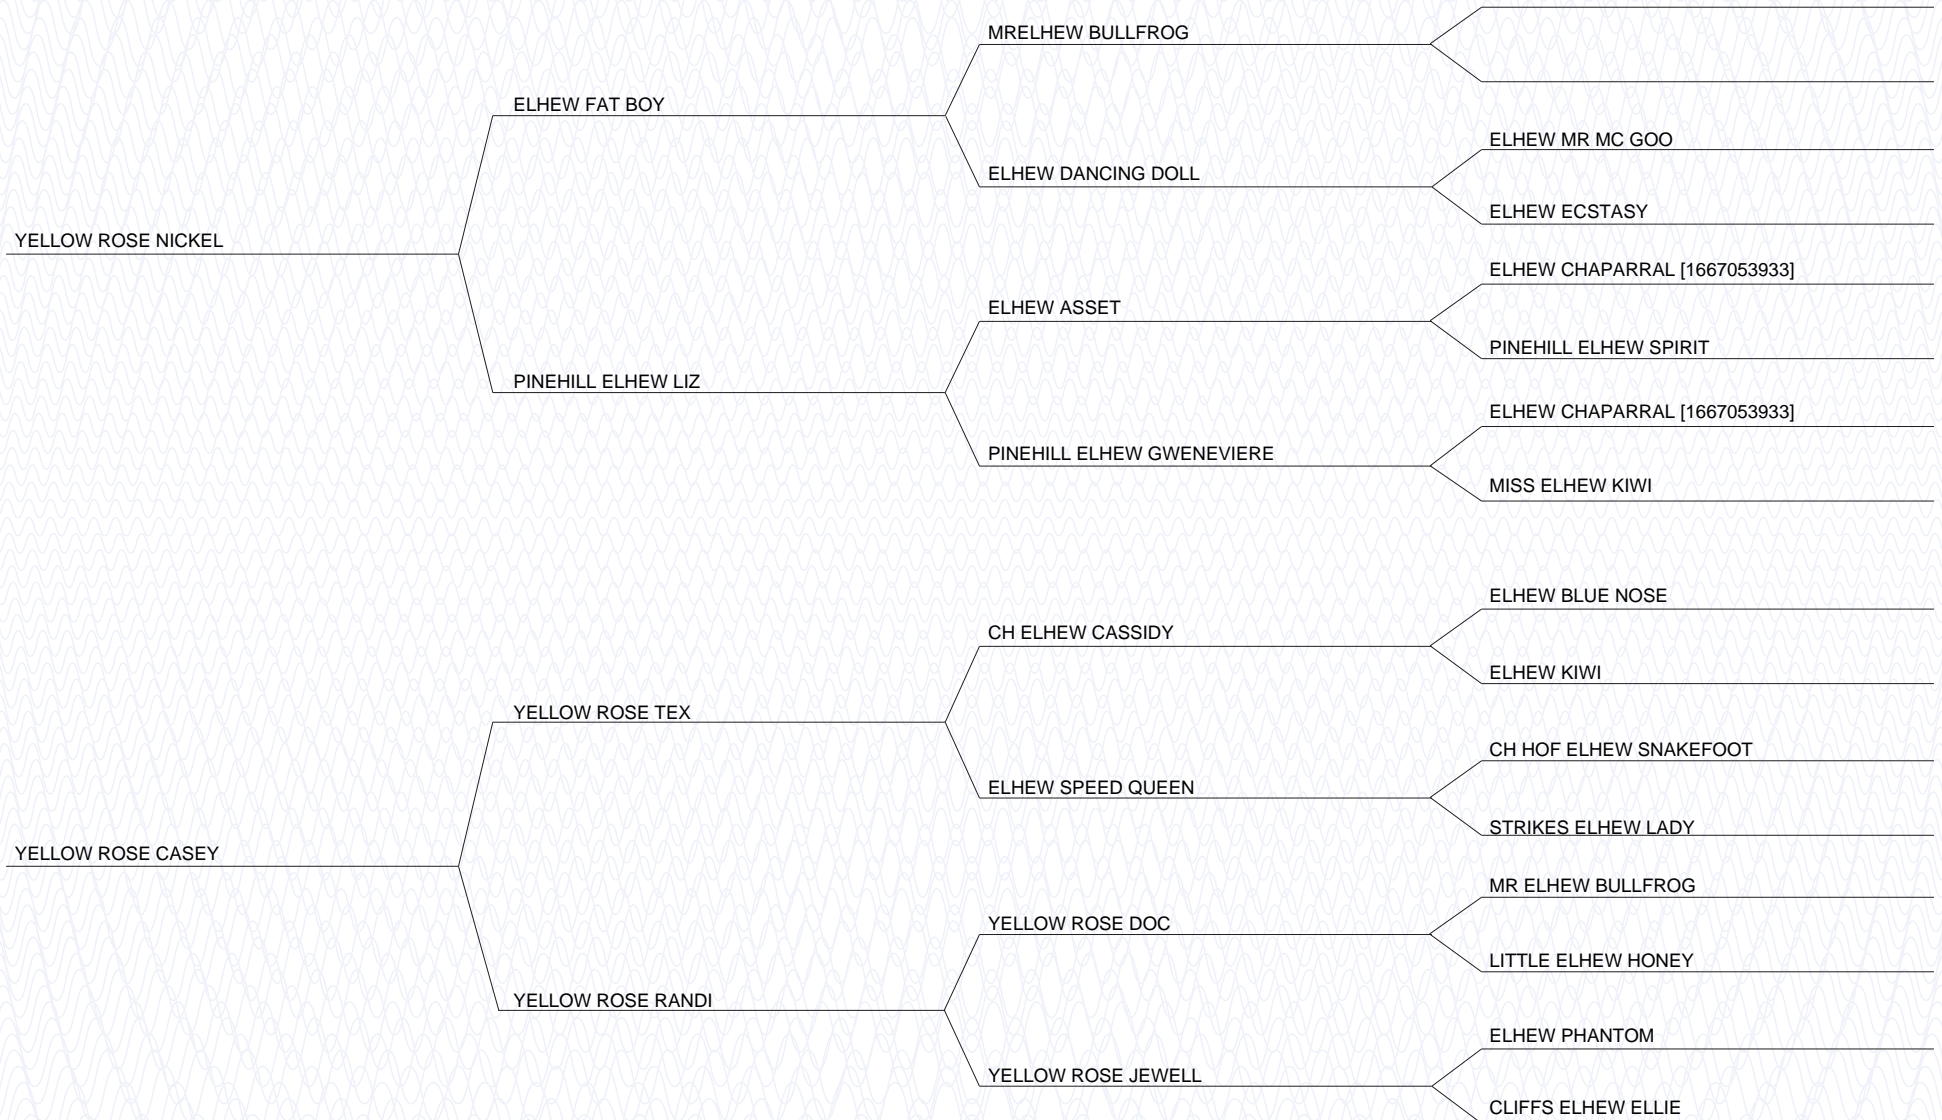 MRELHEW BULLFROG
ELHEW FAT BOY
ELHEW MR MC GOO
ELHEW DANCING DOLL
ELHEW ECSTASY
YELLOW ROSE NICKEL
ELHEW CHAPARRAL [1667053933]
ELHEW ASSET
PINEHILL ELHEW SPIRIT
PINEHILL ELHEW LIZ
ELHEW CHAPARRAL [1667053933]
PINEHILL ELHEW GWENEVIERE
MISS ELHEW KIWI
ELHEW BLUE NOSE
CH ELHEW CASSIDY
ELHEW KIWI
YELLOW ROSE TEX
CH HOF ELHEW SNAKEFOOT
ELHEW SPEED QUEEN
STRIKES ELHEW LADY
YELLOW ROSE CASEY
MR ELHEW BULLFROG
YELLOW ROSE DOC
LITTLE ELHEW HONEY
YELLOW ROSE RANDI
ELHEW PHANTOM
YELLOW ROSE JEWELL
CLIFFS ELHEW ELLIE